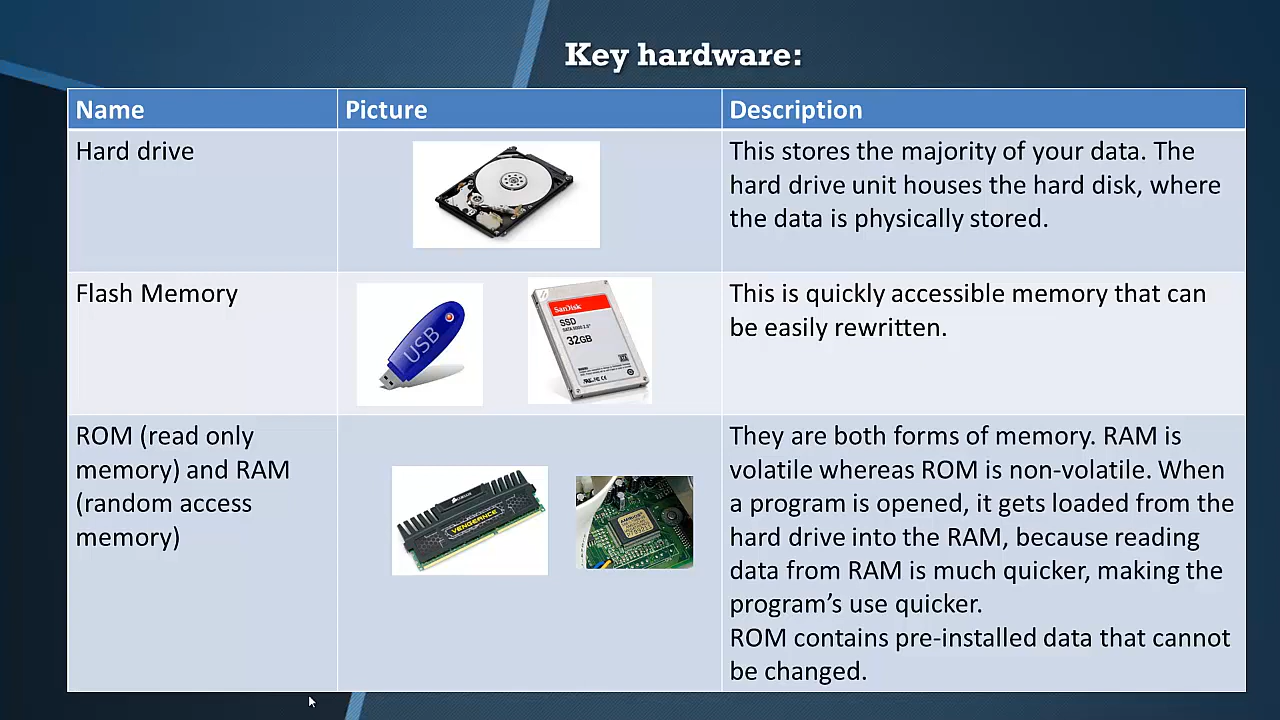 Key hardware:
Name
Picture
Description
Hard drive
This stores the majority of your data. The
hard drive unit houses the hard disk, where
the data is physically stored.
Flash Memory
USB
SanDisk
SSD
32GB
This is quickly accessible memory that can
be easily rewritten.
ROM (read only
memory) and RAM
(random access
memory)
VENGEANCE
They are both forms of memory. RAM is
volatile whereas ROM is non-volatile. When
a program is opened, it gets loaded from the
hard drive into the RAM, because reading
data from RAM is much quicker, making the
program’s use quicker.
ROM contains pre-installed data that cannot
be changed.